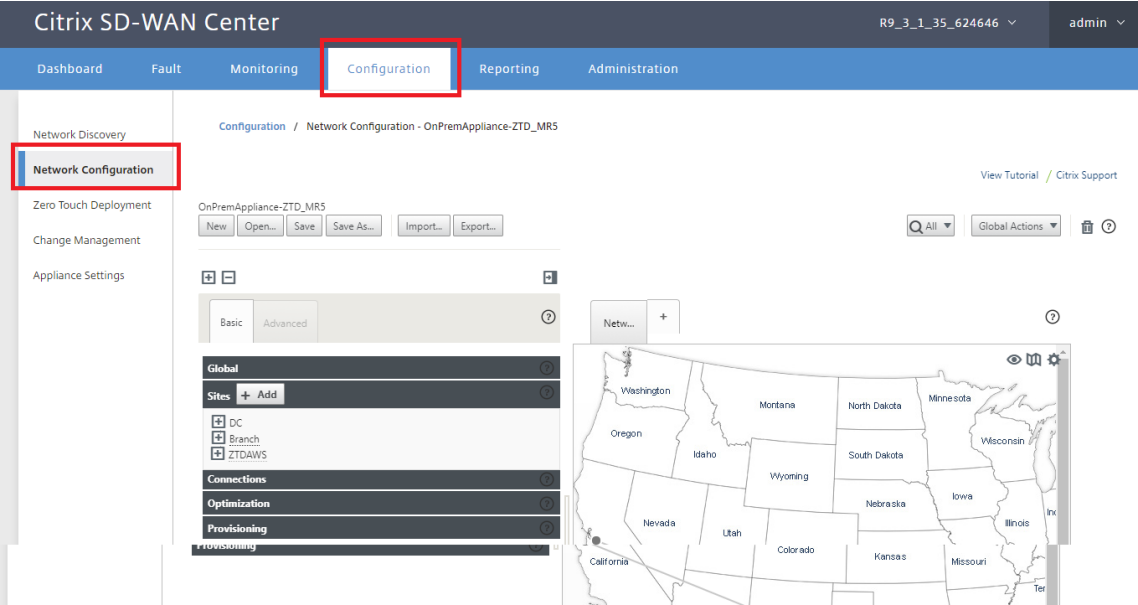 Citrix SD-WAN Center
R9_3_1_35_624646
admin
Dashboard Fault Monitoring Configuration Reporting Administration
Network Discovery
Network Configuration
Zero Touch Deployment
Change Management
Appliance Settings
Configuration / Network Configuration - OnPremAppliance-ZTD_MR5
View Tutorial / Citrix Support
OnPremAppliance-ZTD_MR5
New Open... Save Save As... Import... Export...
All Global Actions ?
+ −
Basic Advanced ?
Global ?
Sites + Add ?
+ DC
+ Branch
+ ZTDAWS
Connections ?
Optimization ?
Provisioning ?
Provisioning ?
Netw... + ?
Washington
Montana
North Dakota
Minnesota
Oregon
Idaho
South Dakota
Wisconsin
Wyoming
Nebraska
Iowa
Illinois
Inc
Nevada
Utah
Colorado
Kansas
Missouri
California
Ter